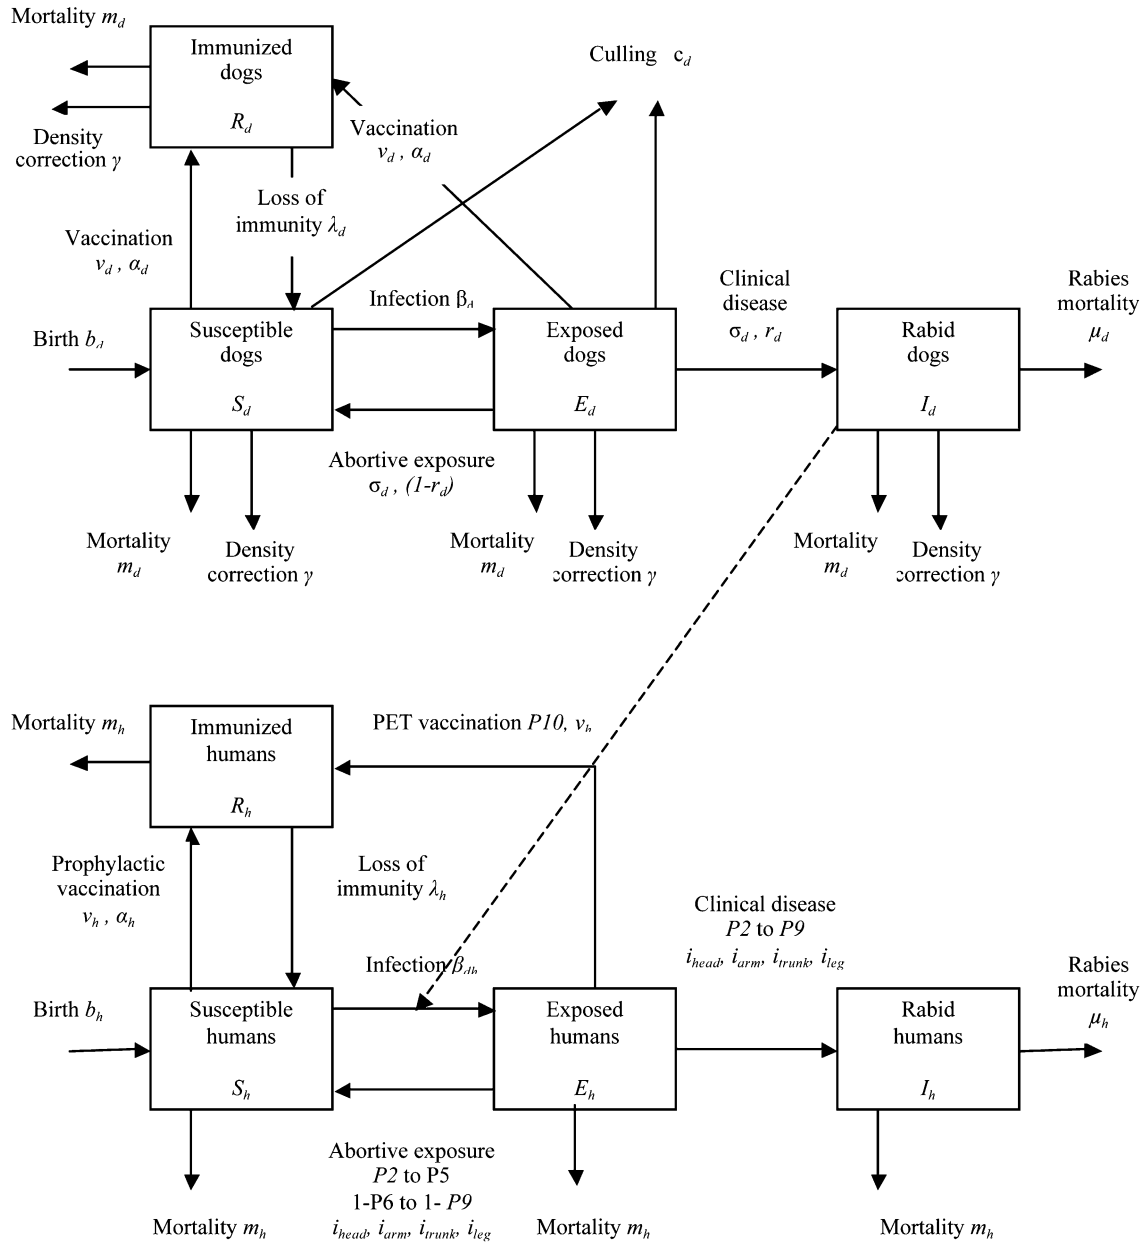 Mortality m_d
Immunized
dogs
R_d
Density
correction γ
Culling c_d
Vaccination
v_d , α_d
Loss of
immunity λ_d
Vaccination
v_d , α_d
Birth b_d
Susceptible
dogs
S_d
Infection β_d
Exposed
dogs
E_d
Clinical
disease
σ_d , r_d
Rabid
dogs
I_d
Rabies
mortality
μ_d
Abortive exposure
σ_d , (1-r_d)
Mortality
m_d
Density
correction γ
Mortality
m_d
Density
correction γ
Mortality
m_d
Density
correction γ
Mortality m_h
Immunized
humans
R_h
PET vaccination P10, v_h
Prophylactic
vaccination
v_h , α_h
Loss of
immunity λ_h
Birth b_h
Susceptible
humans
S_h
Infection β_dh
Exposed
humans
E_h
Clinical disease
P2 to P9
i_head, i_arm, i_trunk, i_leg
Rabid
humans
I_h
Rabies
mortality
μ_h
Abortive exposure
P2 to P5
1-P6 to 1- P9
i_head, i_arm, i_trunk, i_leg
Mortality m_h
Mortality m_h
Mortality m_h